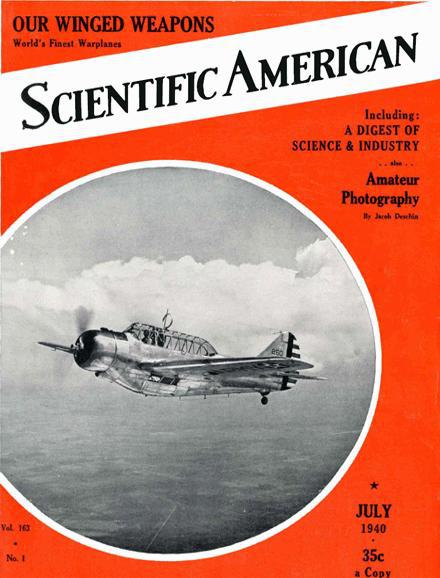 OUR WINGED WEAPONS
World's Finest Warplanes
SCIENTIFIC AMERICAN
Including:
A DIGEST OF
SCIENCE & INDUSTRY
.. also ..
Amateur
Photography
By Jacob Deschin
Vol. 163
No. 1
JULY
1940
35c
a Copy